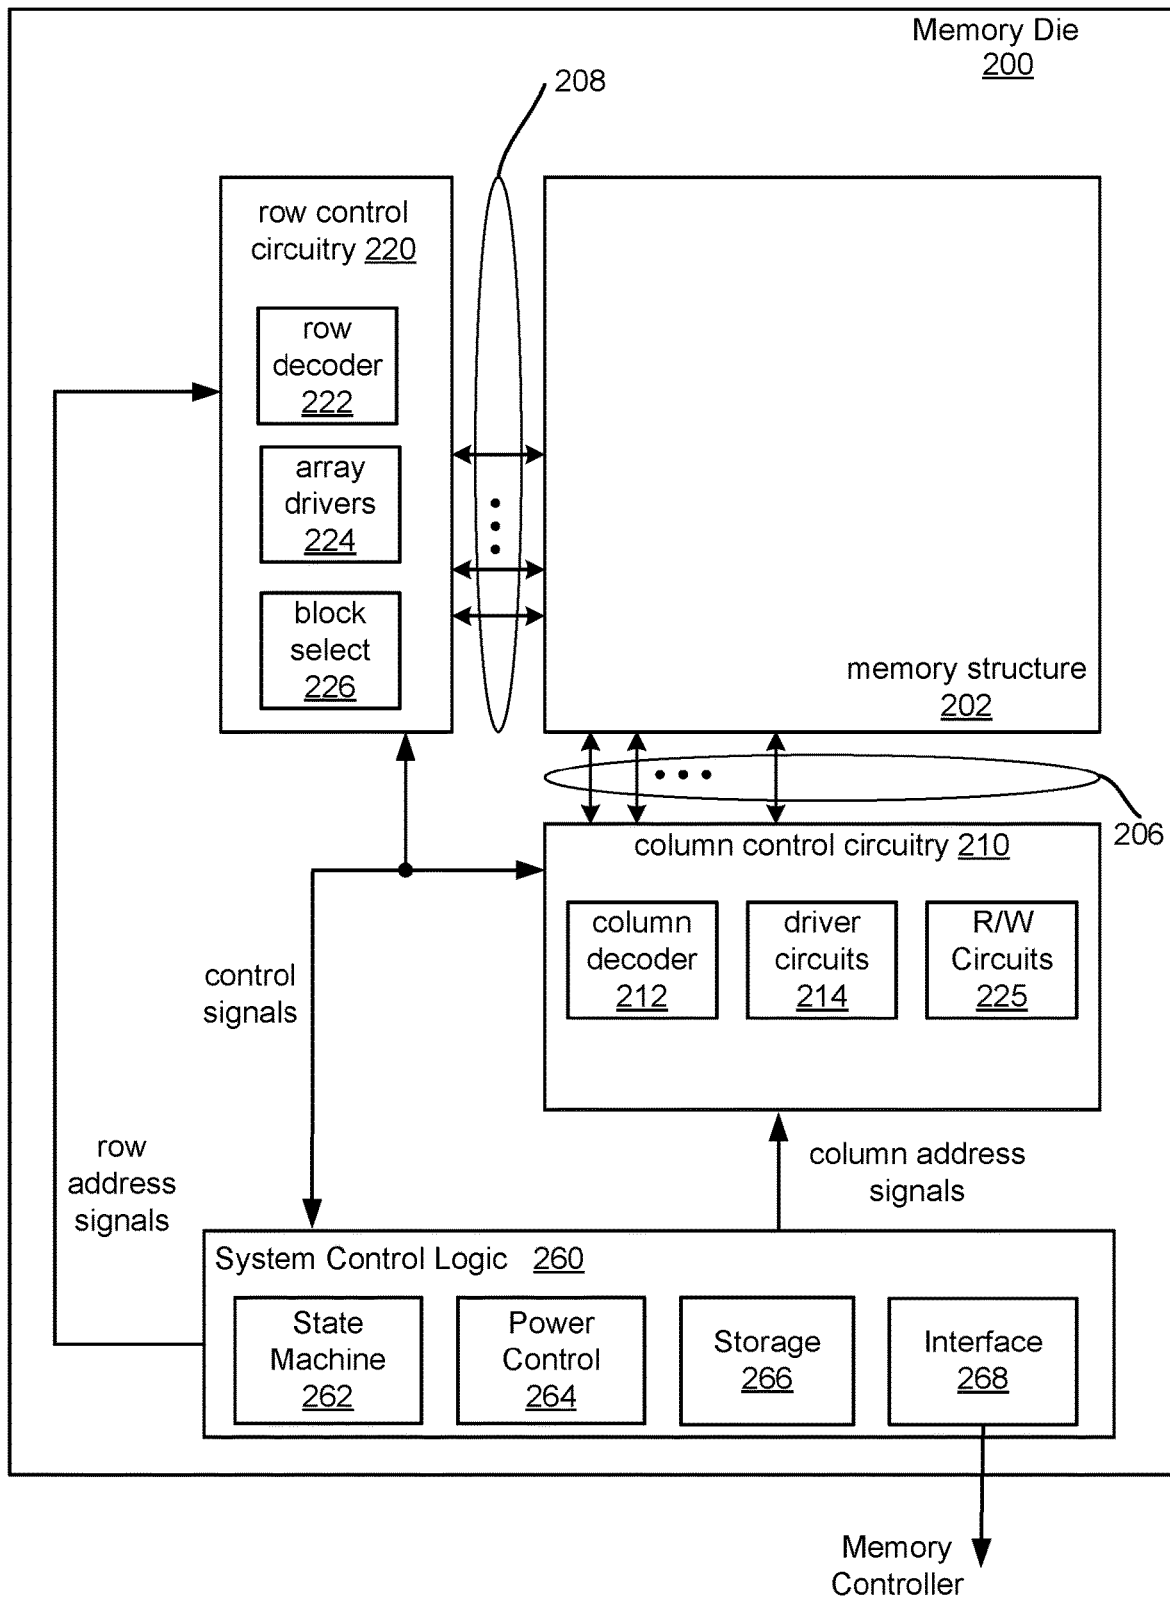 Memory Die
200
208
row control
circuitry 220
row
decoder
222
array
drivers
224
block
select
226
memory structure
202
206
column control circuitry 210
column
decoder
212
driver
circuits
214
R/W
Circuits
225
control
signals
row
address
signals
column address
signals
System Control Logic 260
State
Machine
262
Power
Control
264
Storage
266
Interface
268
Memory
Controller